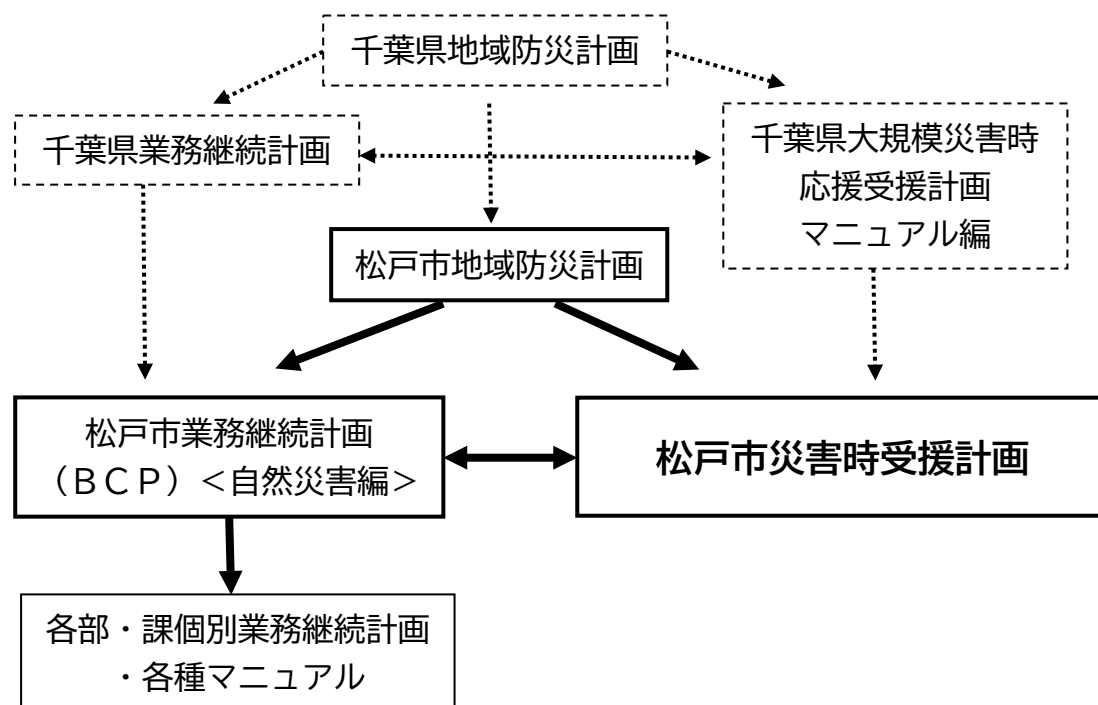 千葉県地域防災計画
千葉県業務継続計画
千葉県大規模災害時
応援受援計画
マニュアル編
松戸市地域防災計画
松戸市業務継続計画
（ＢＣＰ）＜自然災害編＞
松戸市災害時受援計画
各部・課個別業務継続計画
・各種マニュアル